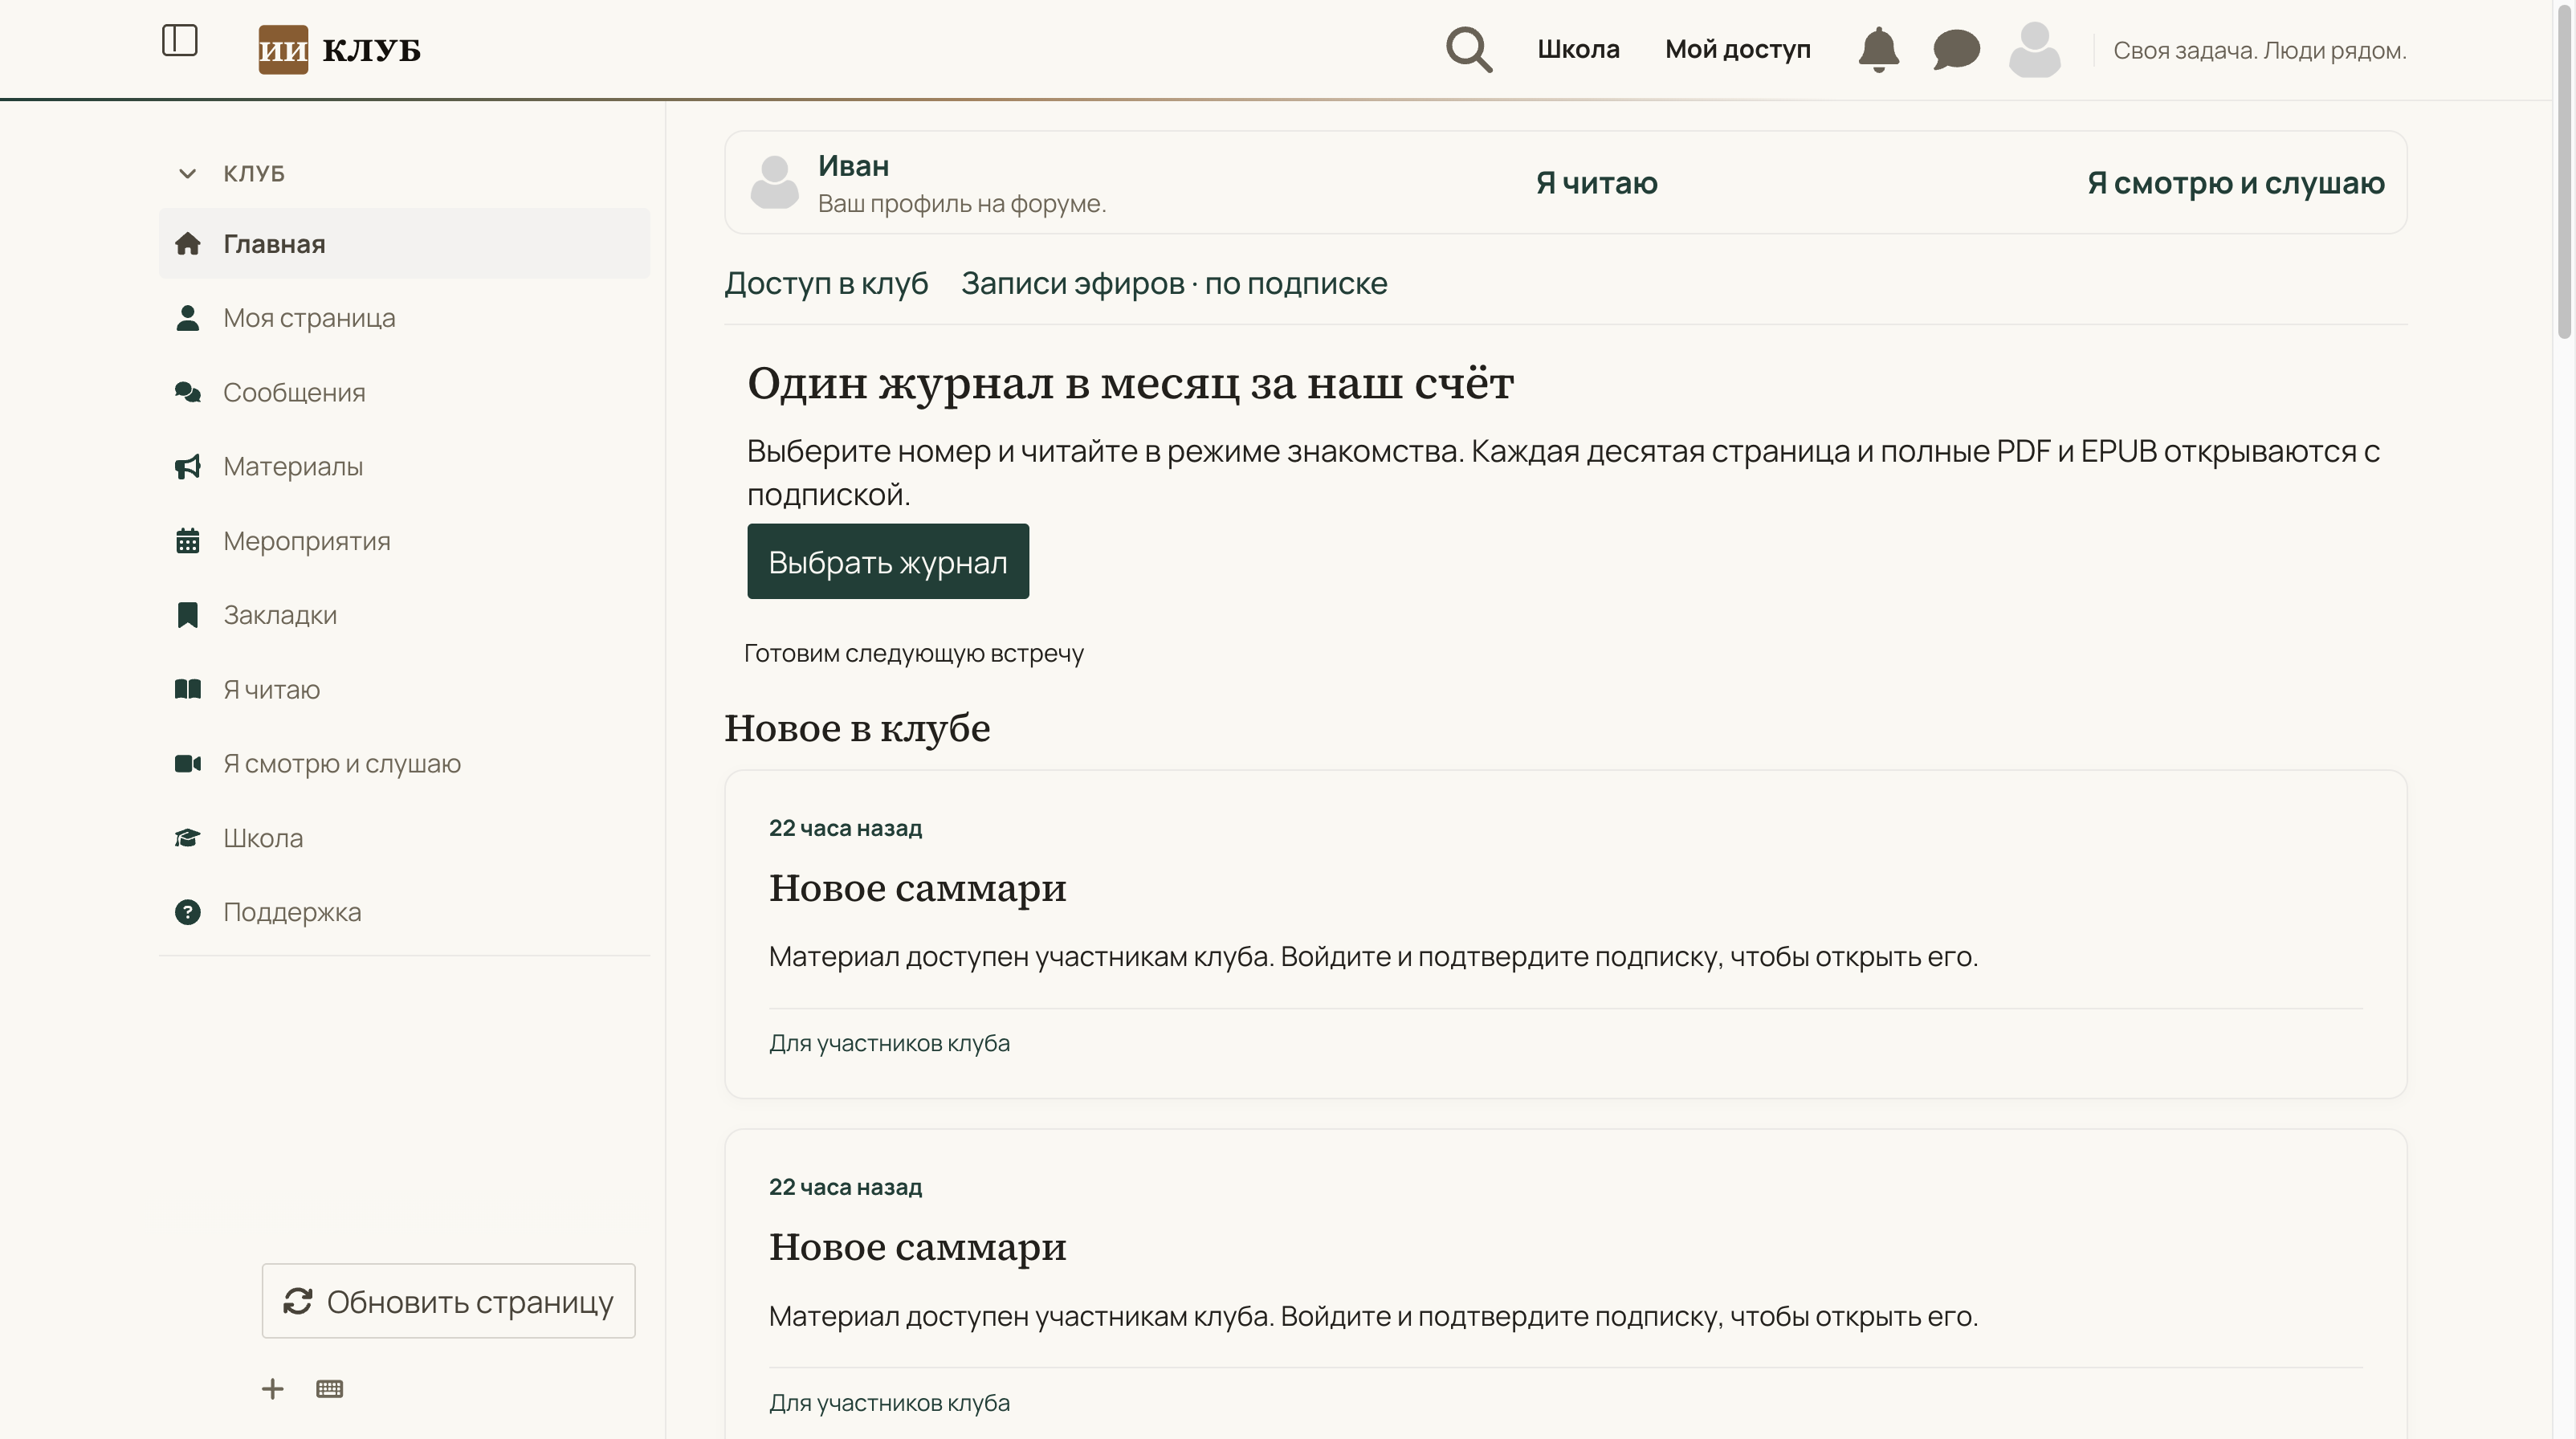 ии КЛУБ
Школа
Мой доступ
Своя задача. Люди рядом.
КЛУБ
Главная
Моя страница
Сообщения
Материалы
Мероприятия
Закладки
Я читаю
Я смотрю и слушаю
Школа
Поддержка
Обновить страницу
Иван
Ваш профиль на форуме.
Я читаю
Я смотрю и слушаю
Доступ в клуб
Записи эфиров · по подписке
Один журнал в месяц за наш счёт
Выберите номер и читайте в режиме знакомства. Каждая десятая страница и полные PDF и EPUB открываются с
подпиской.
Выбрать журнал
Готовим следующую встречу
Новое в клубе
22 часа назад
Новое саммари
Материал доступен участникам клуба. Войдите и подтвердите подписку, чтобы открыть его.
Для участников клуба
22 часа назад
Новое саммари
Материал доступен участникам клуба. Войдите и подтвердите подписку, чтобы открыть его.
Для участников клуба